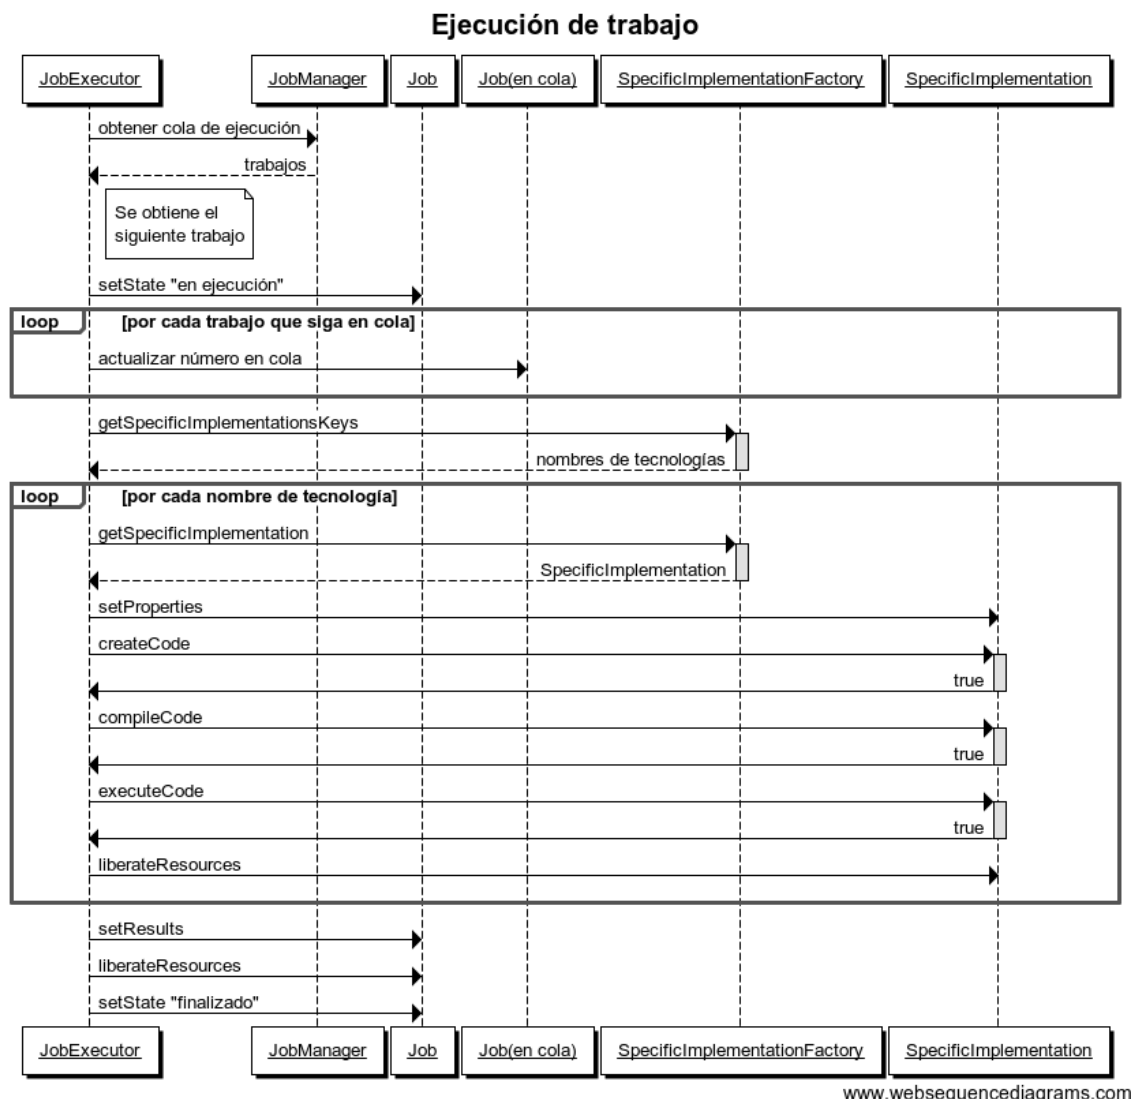 Ejecución de trabajo
JobExecutor
JobManager
Job
Job(en cola)
SpecificImplementationFactory
SpecificImplementation
obtener cola de ejecución
trabajos
Se obtiene el
siguiente trabajo
setState "en ejecución"
loop
[por cada trabajo que siga en cola]
actualizar número en cola
getSpecificImplementationsKeys
nombres de tecnologías
loop
[por cada nombre de tecnología]
getSpecificImplementation
SpecificImplementation
setProperties
createCode
true
compileCode
true
executeCode
true
liberateResources
setResults
liberateResources
setState "finalizado"
JobExecutor
JobManager
Job
Job(en cola)
SpecificImplementationFactory
SpecificImplementation
www.websequencediagrams.com